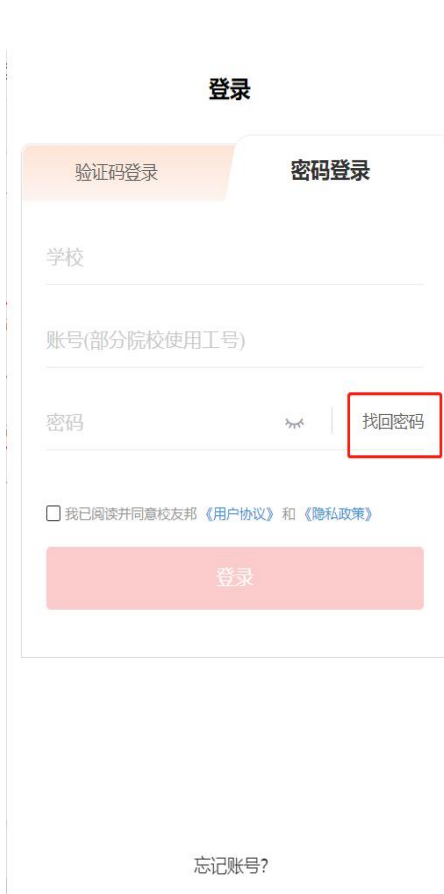 登录
验证码登录 密码登录
学校
账号(部分院校使用工号)
密码 找回密码
我已阅读并同意校友邦《用户协议》和《隐私政策》
登录
忘记账号?